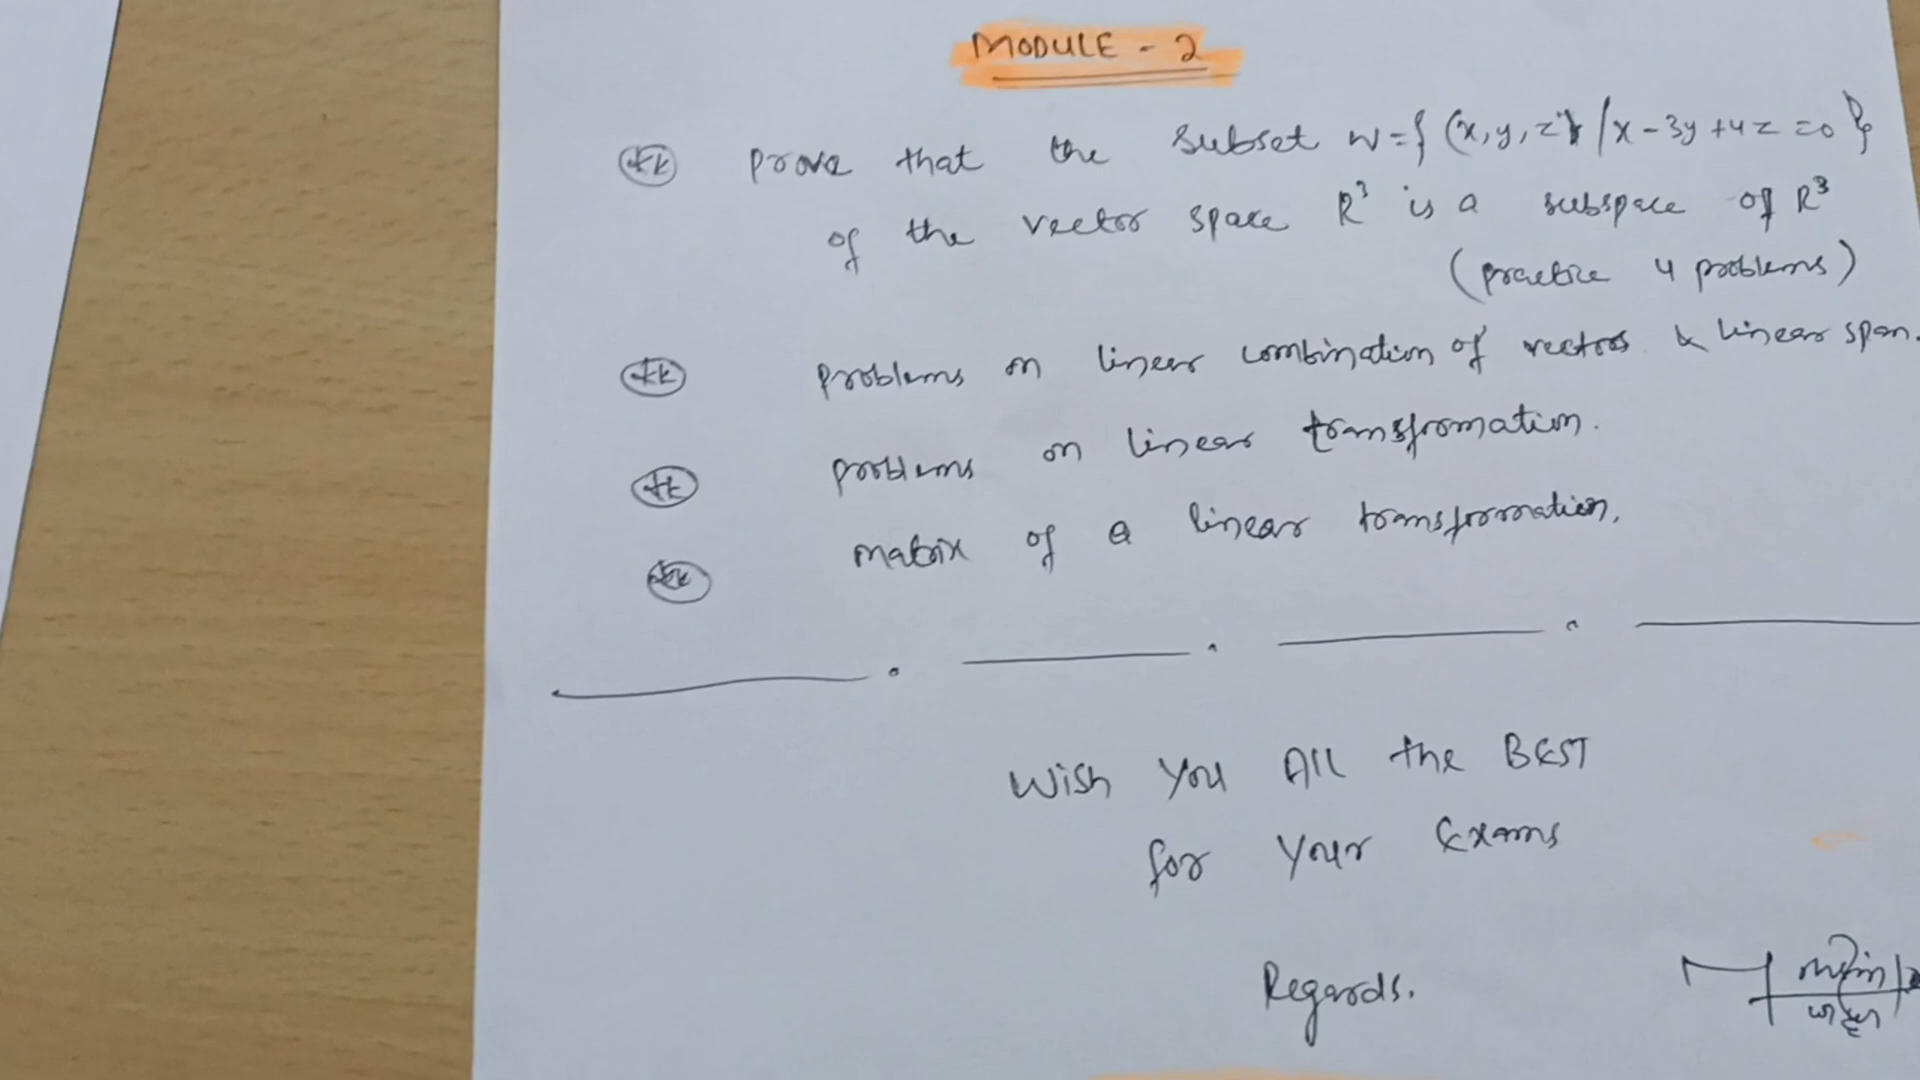 MODULE - 2
** Prove that the subset W={ (x,y,z) / x-3y+4z=0 }
of the vector space R³ is a subspace of R³
(practice 4 problems)
** problems on linear combination of vectors & linear span.
** problems on linear transfromation.
** matrix of a linear transformation.
Wish You All the BEST
for Your Exams
Regards.